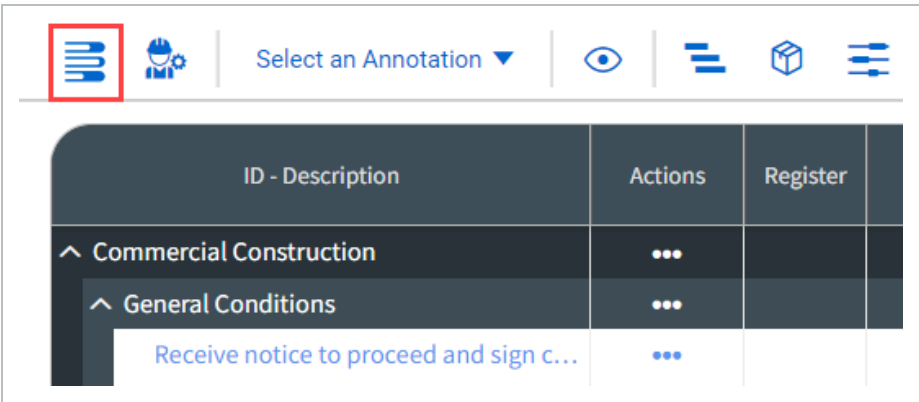 Select an Annotation
ID - Description Actions Register
Commercial Construction •••
General Conditions •••
Receive notice to proceed and sign c... •••